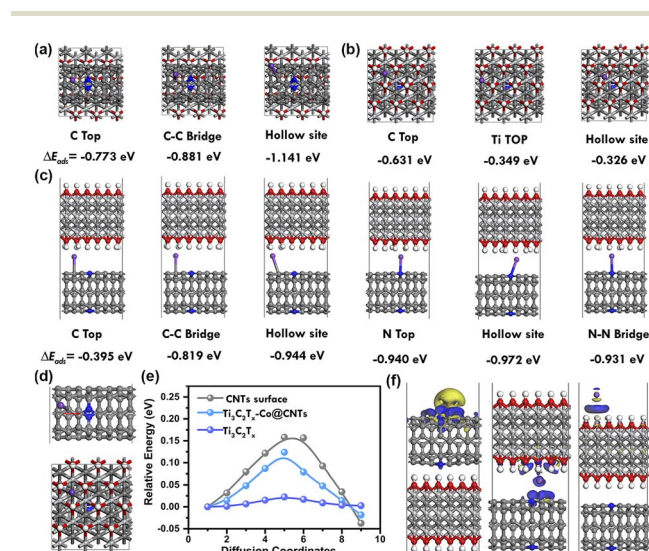 (a)
(b)
C Top C-C Bridge Hollow site C Top Ti TOP Hollow site
ΔE_ads= -0.773 eV -0.881 eV -1.141 eV -0.631 eV -0.349 eV -0.326 eV
(c)
C Top C-C Bridge Hollow site N Top Hollow site N-N Bridge
ΔE_ads= -0.395 eV -0.819 eV -0.944 eV -0.940 eV -0.972 eV -0.931 eV
(d)
(e)
Relative Energy (eV)
0.25
0.20
0.15
0.10
0.05
0.00
-0.05
CNTs surface
Ti₃C₂Tₓ-Co@CNTs
Ti₃C₂Tₓ
0 2 4 6 8 10
Diffusion Coordinates
(f)